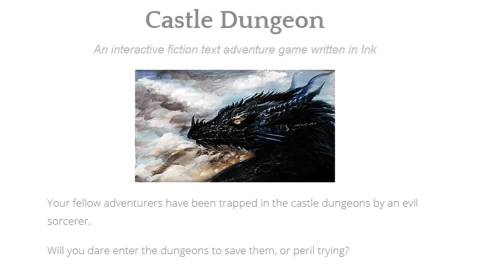 Castle Dungeon
An interactive fiction text adventure game written in Ink
Your fellow adventurers have been trapped in the castle dungeons by an evil
sorcerer.
Will you dare enter the dungeons to save them, or peril trying?